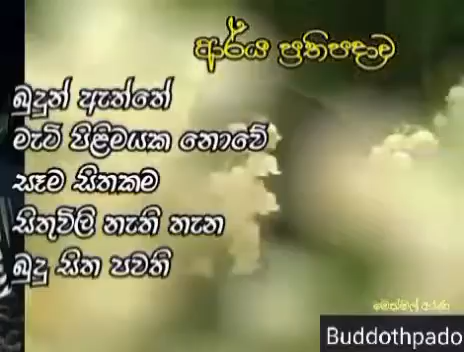 ආර්ය ප්‍රතිපදාව
බුදුන් ඇත්තේ
මැටි පිළිමයක නොවේ
සෑම සිතකම
සිතුවිලි නැති තැන
බුදු සිත පවතී
Buddothpado